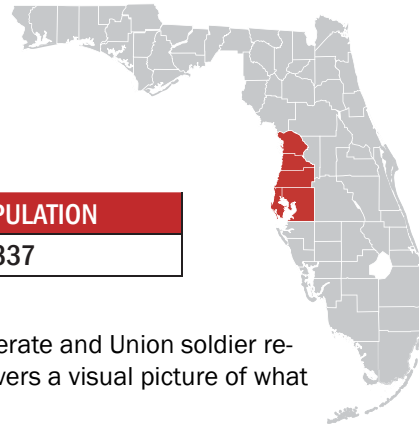 PULATION
337
erate and Union soldier re-
vers a visual picture of what